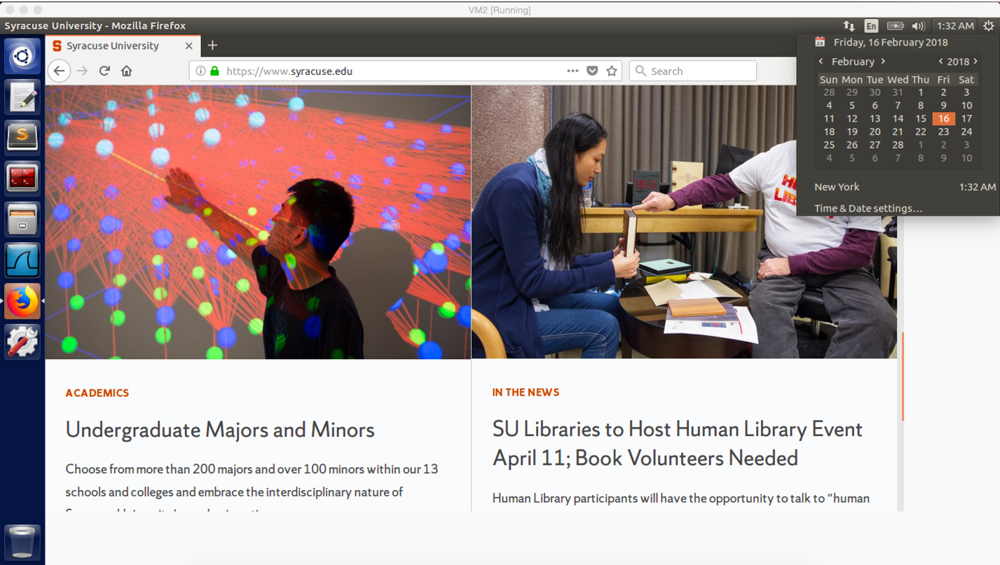 VM2 [Running]
Syracuse University - Mozilla Firefox
En
1:32 AM
Syracuse University
https://www.syracuse.edu
Search
28
Friday, 16 February 2018
February
2018
Sun Mon Tue Wed Thu Fri Sat
28 29 30 31 1 2 3
4 5 6 7 8 9 10
11 12 13 14 15 16 17
18 19 20 21 22 23 24
25 26 27 28 1 2 3
4 5 6 7 8 9 10
New York 1:32 AM
Time & Date settings...
ACADEMICS
Undergraduate Majors and Minors
Choose from more than 200 majors and over 100 minors within our 13
schools and colleges and embrace the interdisciplinary nature of
IN THE NEWS
SU Libraries to Host Human Library Event
April 11; Book Volunteers Needed
Human Library participants will have the opportunity to talk to “human